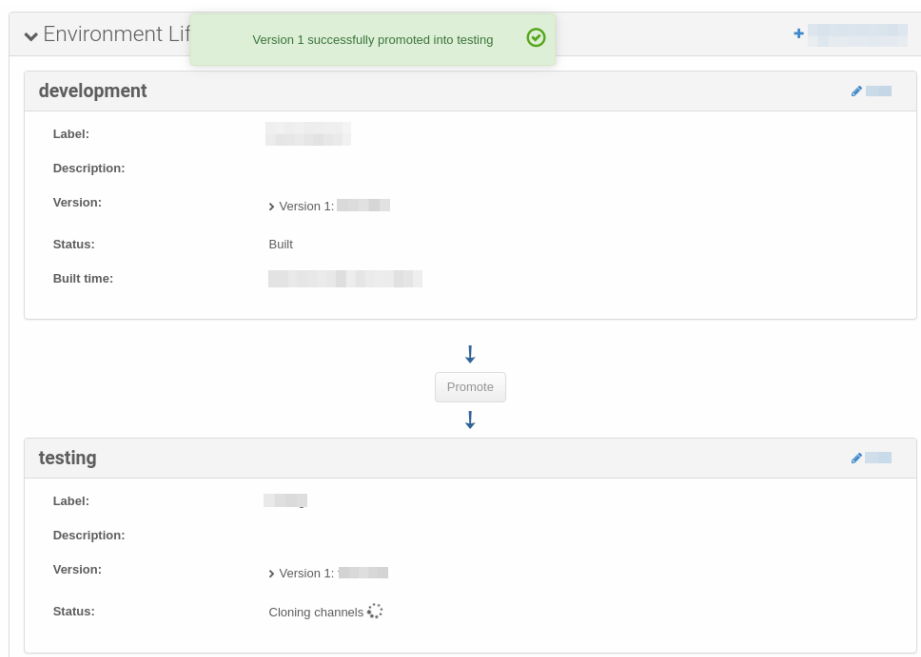 Environment Lif
Version 1 successfully promoted into testing
development
Label:
Description:
Version:
Version 1:
Status:
Built
Built time:
Promote
testing
Label:
Description:
Version:
Version 1:
Status:
Cloning channels